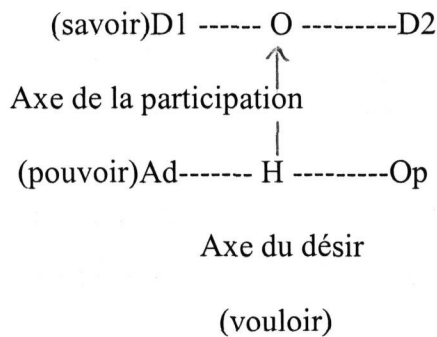 (savoir)D1 ------ O ---------D2
Axe de la participation
(pouvoir)Ad------- H ---------Op
Axe du désir
(vouloir)